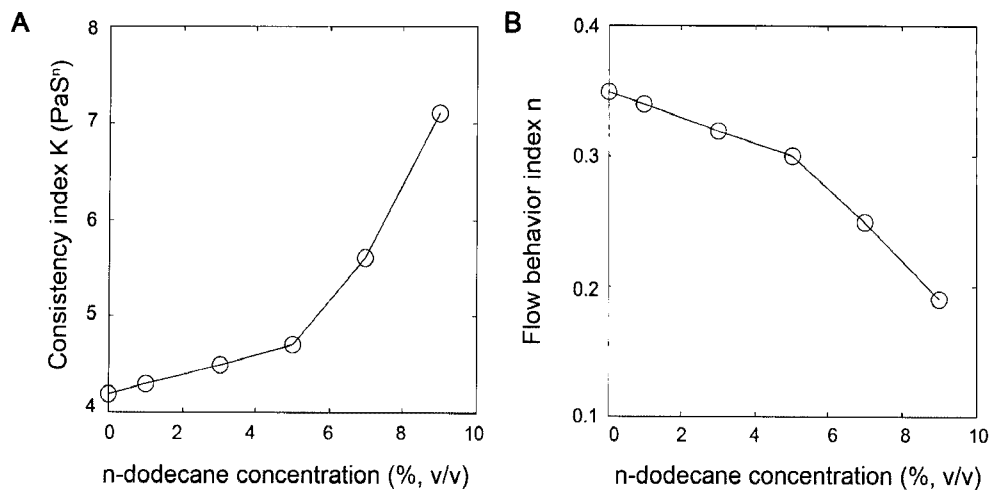 A
Consistency index K (PaSⁿ)
8
7
6
5
4
0 2 4 6 8 10
n-dodecane concentration (%, v/v)
B
Flow behavior index n
0.4
0.3
0.2
0.1
0 2 4 6 8 10
n-dodecane concentration (%, v/v)